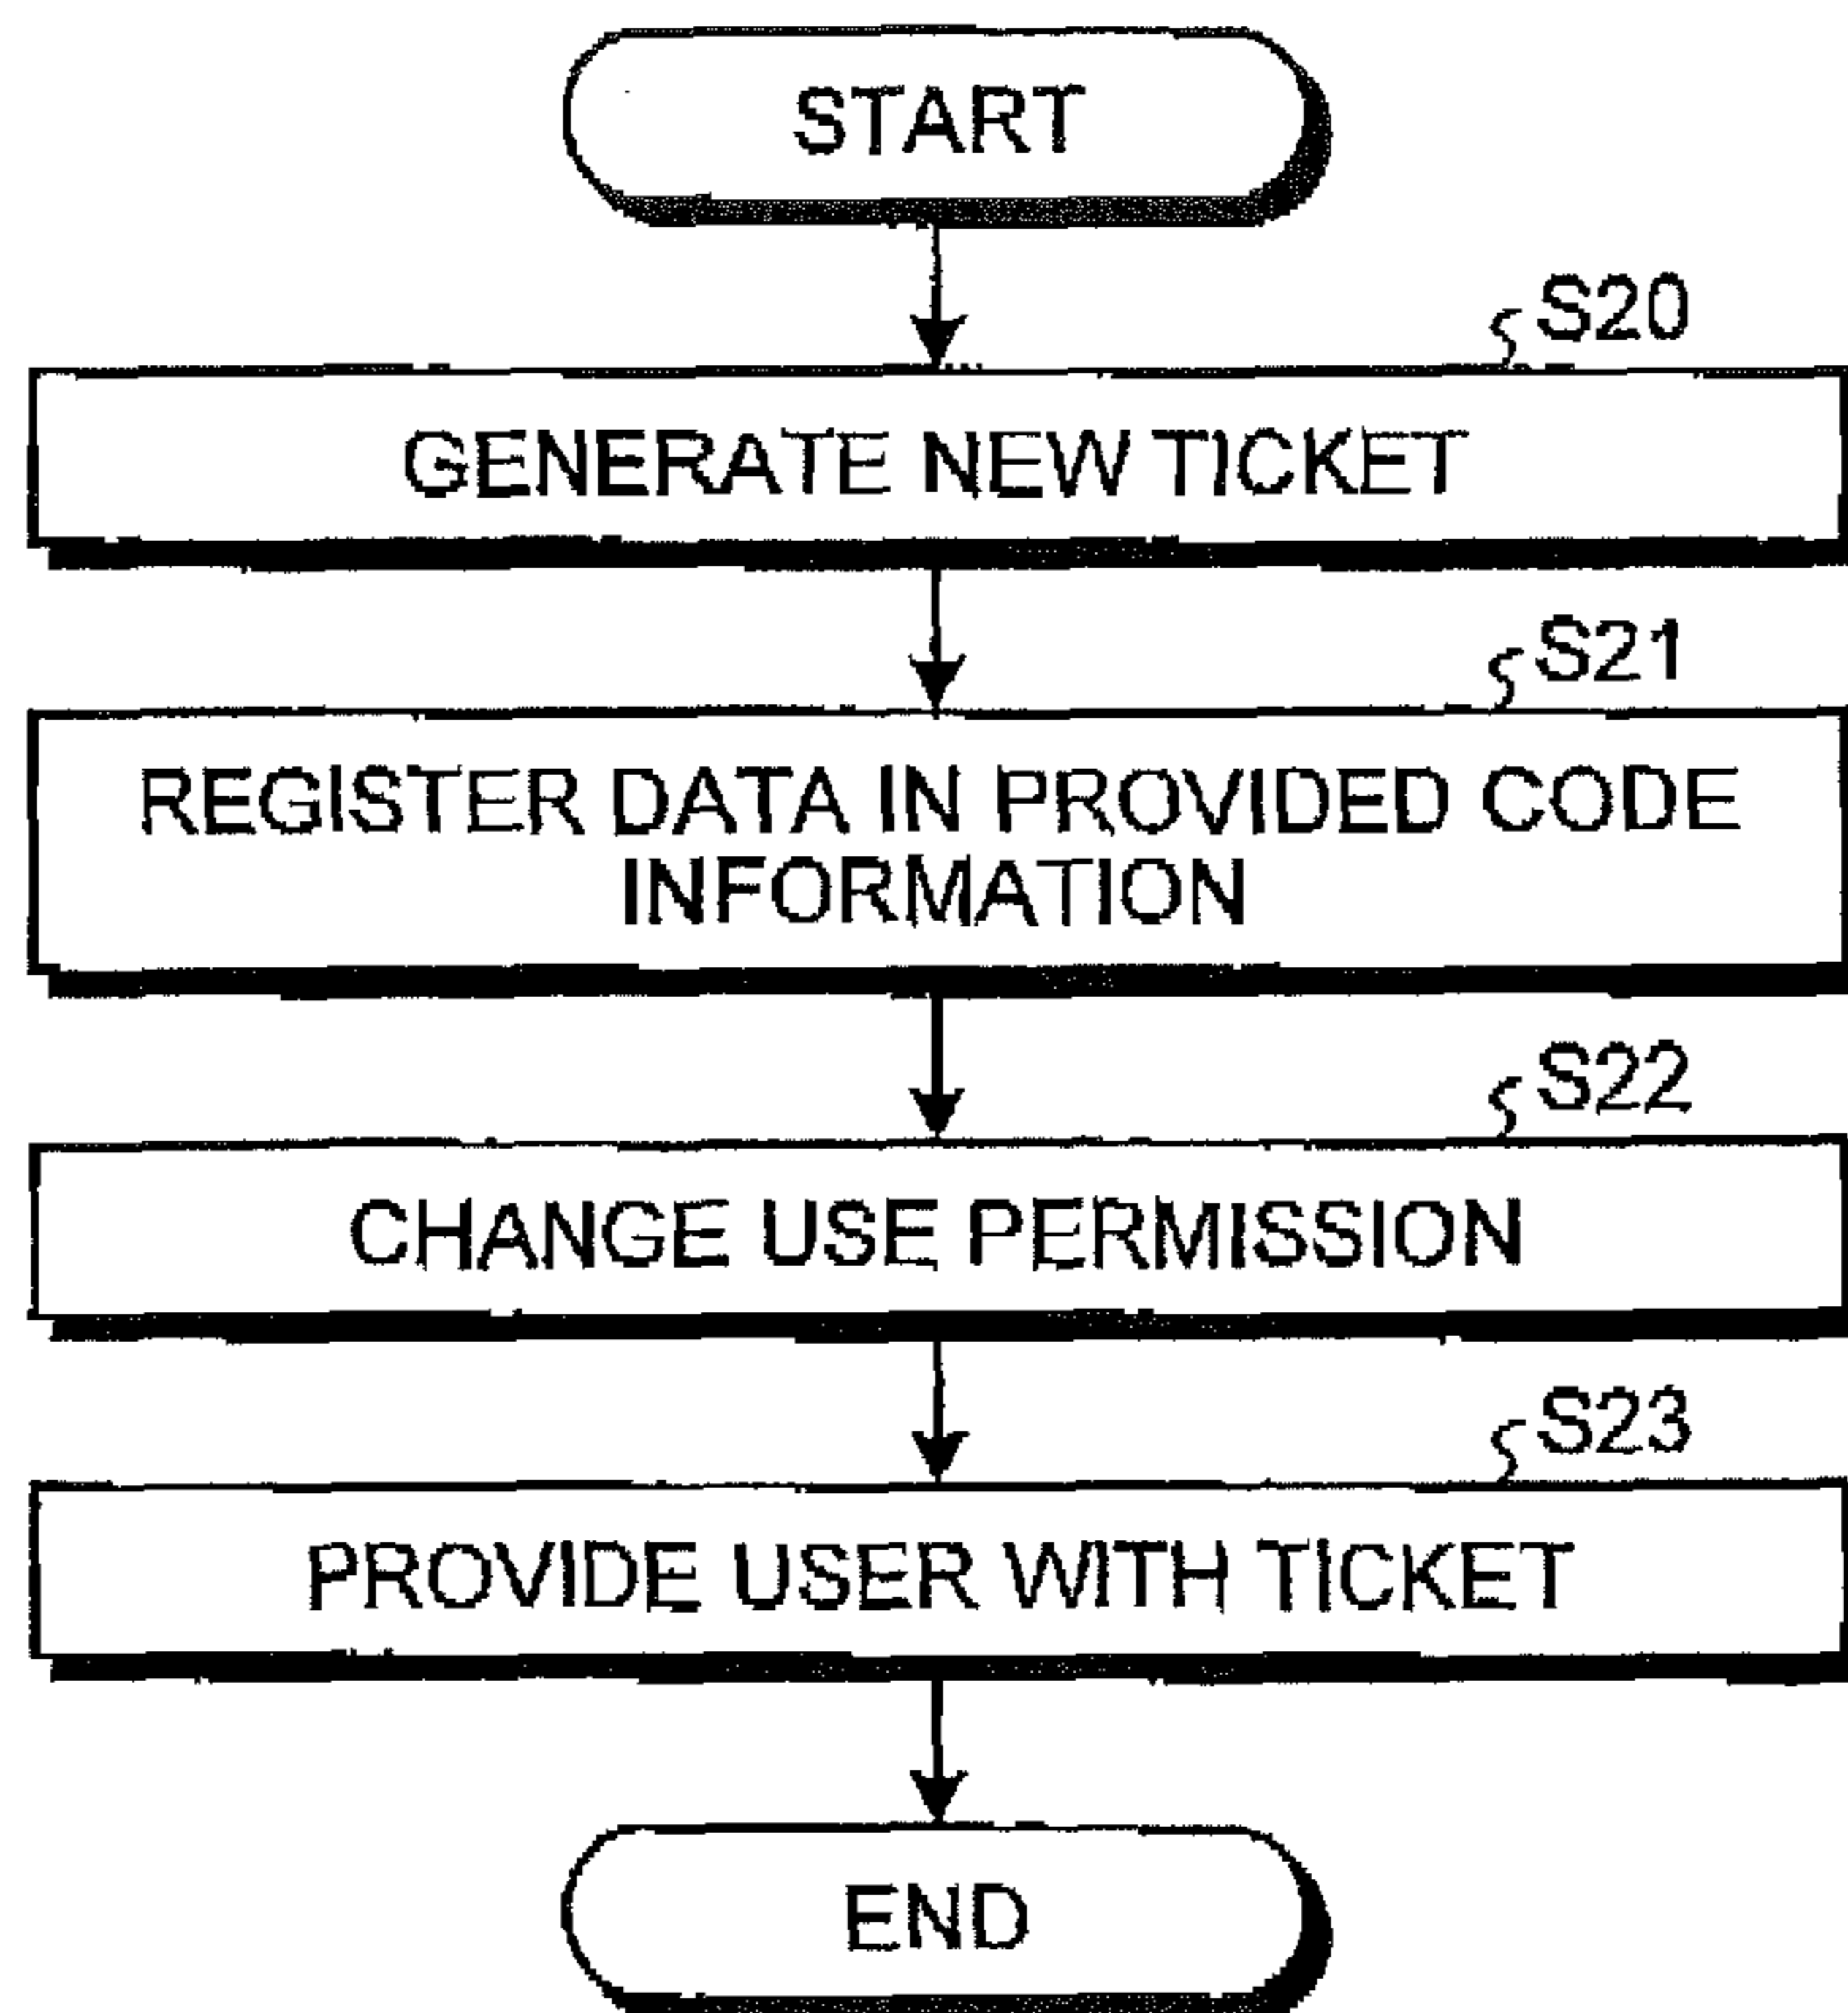 START
S20
GENERATE NEW TICKET
S21
REGISTER DATA IN PROVIDED CODE
INFORMATION
S22
CHANGE USE PERMISSION
S23
PROVIDE USER WITH TICKET
END